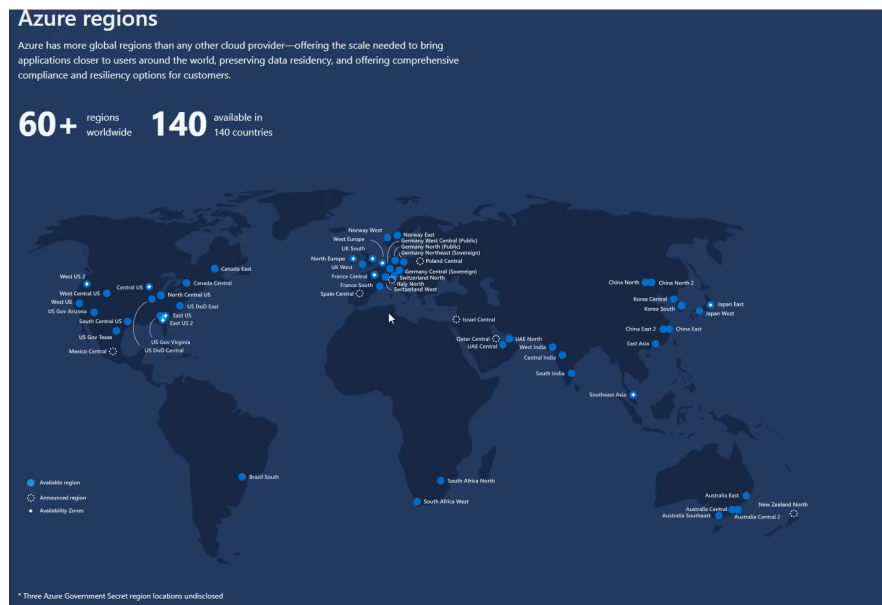 Azure regions
Azure has more global regions than any other cloud provider—offering the scale needed to bring
applications closer to users around the world, preserving data residency, and offering comprehensive
compliance and resiliency options for customers.
60+ regions
worldwide
140 available in
140 countries
Norway West
Norway East
West Europe
Germany West Central (Public)
Germany North (Public)
UK South
Germany Northeast (Sovereign)
North Europe
Poland Central
UK West
Germany Central (Sovereign)
France Central
Switzerland North
Italy North
France South
Switzerland West
Spain Central
Canada East
West US 2
Canada Central
Central US
West Central US
North Central US
West US
US DoD East
US Gov Arizona
East US
South Central US
East US 2
US Gov Texas
US Gov Virginia
Mexico Central
US DoD Central
Israel Central
Qatar Central
UAE North
UAE Central
West India
Central India
South India
China North
China North 2
Korea Central
Japan East
Korea South
Japan West
China East 2
China East
East Asia
Southeast Asia
Brazil South
South Africa North
South Africa West
Australia East
New Zealand North
Australia Central
Australia Southeast
Australia Central 2
Available region
Announced region
Availability Zones
* Three Azure Government Secret region locations undisclosed